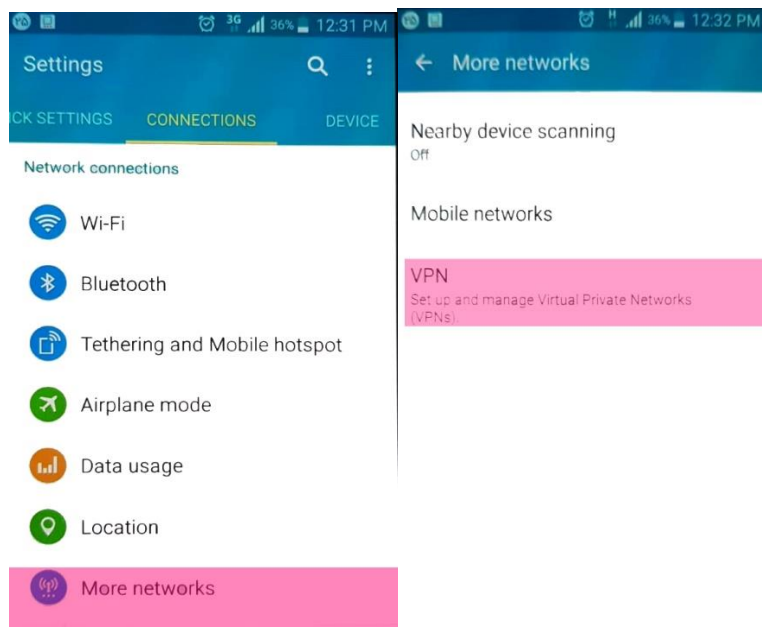 ۲۵
3G
36%
12:31 PM
Settings
CK SETTINGS
CONNECTIONS
DEVICE
Network connections
Wi-Fi
Bluetooth
Tethering and Mobile hotspot
Airplane mode
Data usage
Location
More networks
۲۵
H
36%
12:32 PM
More networks
Nearby device scanning
Off
Mobile networks
VPN
Set up and manage Virtual Private Networks
(VPNs).